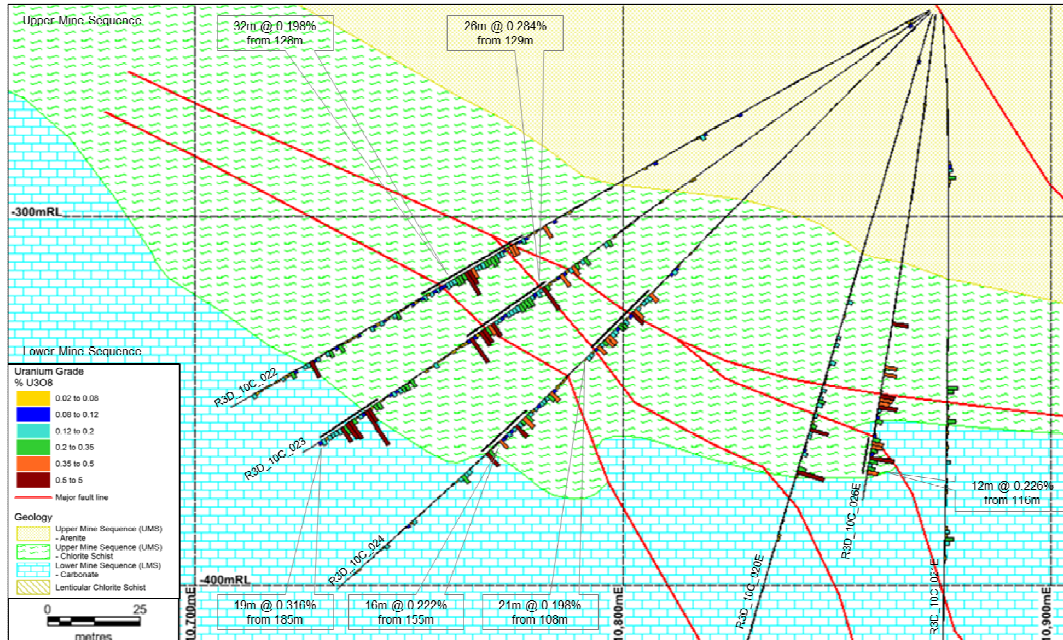 Upper Mine Sequence
32m @ 0.198%
from 128m
26m @ 0.284%
from 129m
-300mRL
Lower Mine Sequence
Uranium Grade
% U3O8
0.02 to 0.08
0.08 to 0.12
0.12 to 0.2
0.2 to 0.35
0.35 to 0.5
0.5 to 5
Major fault line
Geology
Upper Mine Sequence (UMS)
- Arenite
Upper Mine Sequence (UMS)
- Chlorite Schist
Lower Mine Sequence (LMS)
- Carbonate
Lenticular Chlorite Schist
0 25
metres
R3D_10C_022
R3D_10C_023
R3D_10C_024
R3D_10C_020E
R3D_10C_026E
12m @ 0.226%
from 116m
-400mRL
19m @ 0.316%
from 185m
16m @ 0.222%
from 155m
21m @ 0.198%
from 108m
10,700mE
10,800mE
10,900mE